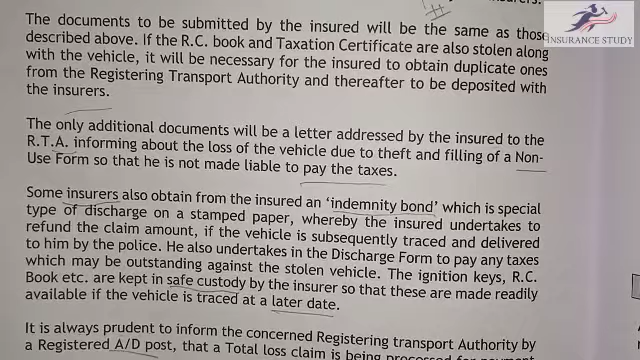 insurers.
INSURANCE STUDY
The documents to be submitted by the insured will be the same as those
described above. If the R.C. book and Taxation Certificate are also stolen along
with the vehicle, it will be necessary for the insured to obtain duplicate ones
from the Registering Transport Authority and thereafter to be deposited with
the insurers.
The only additional documents will be a letter addressed by the insured to the
R.T.A. informing about the loss of the vehicle due to theft and filling of a Non-
Use Form so that he is not made liable to pay the taxes.
Some insurers also obtain from the insured an ‘indemnity bond’ which is special
type of discharge on a stamped paper, whereby the insured undertakes to
refund the claim amount, if the vehicle is subsequently traced and delivered
to him by the police. He also undertakes in the Discharge Form to pay any taxes
which may be outstanding against the stolen vehicle. The ignition keys, R.C.
Book etc. are kept in safe custody by the insurer so that these are made readily
available if the vehicle is traced at a later date.
It is always prudent to inform the concerned Registering transport Authority by
a Registered A/D post, that a Total loss claim is being processed for payment